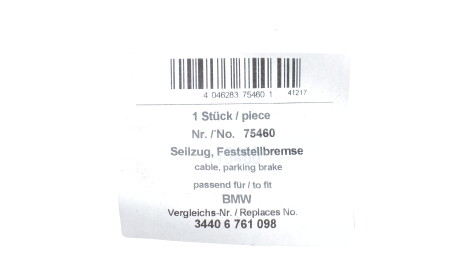 4 046283 75460 1 41217
1 Stück / piece
Nr. / No. 75460
Seilzug, Feststellbremse
cable, parking brake
passend für / to fit
BMW
Vergleichs-Nr. / Replaces No.
3440 6 761 098